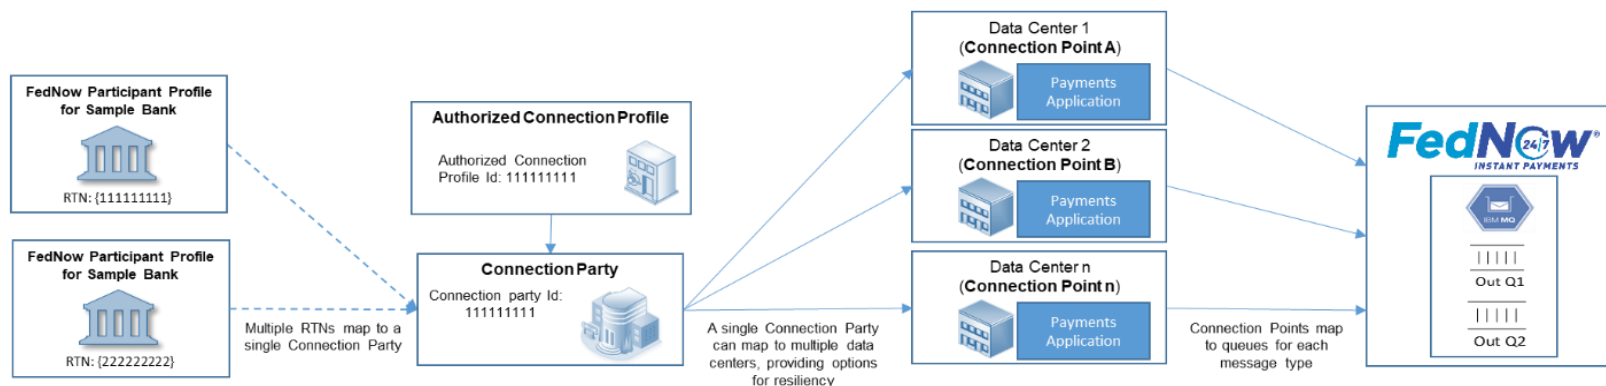 FedNow Participant Profile
for Sample Bank
RTN: {111111111}
FedNow Participant Profile
for Sample Bank
RTN: {222222222}
Multiple RTNs map to a
single Connection Party
Authorized Connection Profile
Authorized Connection
Profile Id: 111111111
Connection Party
Connection party Id:
111111111
A single Connection Party
can map to multiple data
centers, providing options
for resiliency
Data Center 1
(Connection Point A)
Payments
Application
Data Center 2
(Connection Point B)
Payments
Application
Data Center n
(Connection Point n)
Payments
Application
Connection Points map
to queues for each
message type
FedNow®
24/7
INSTANT PAYMENTS
IBM MQ
Out Q1
Out Q2